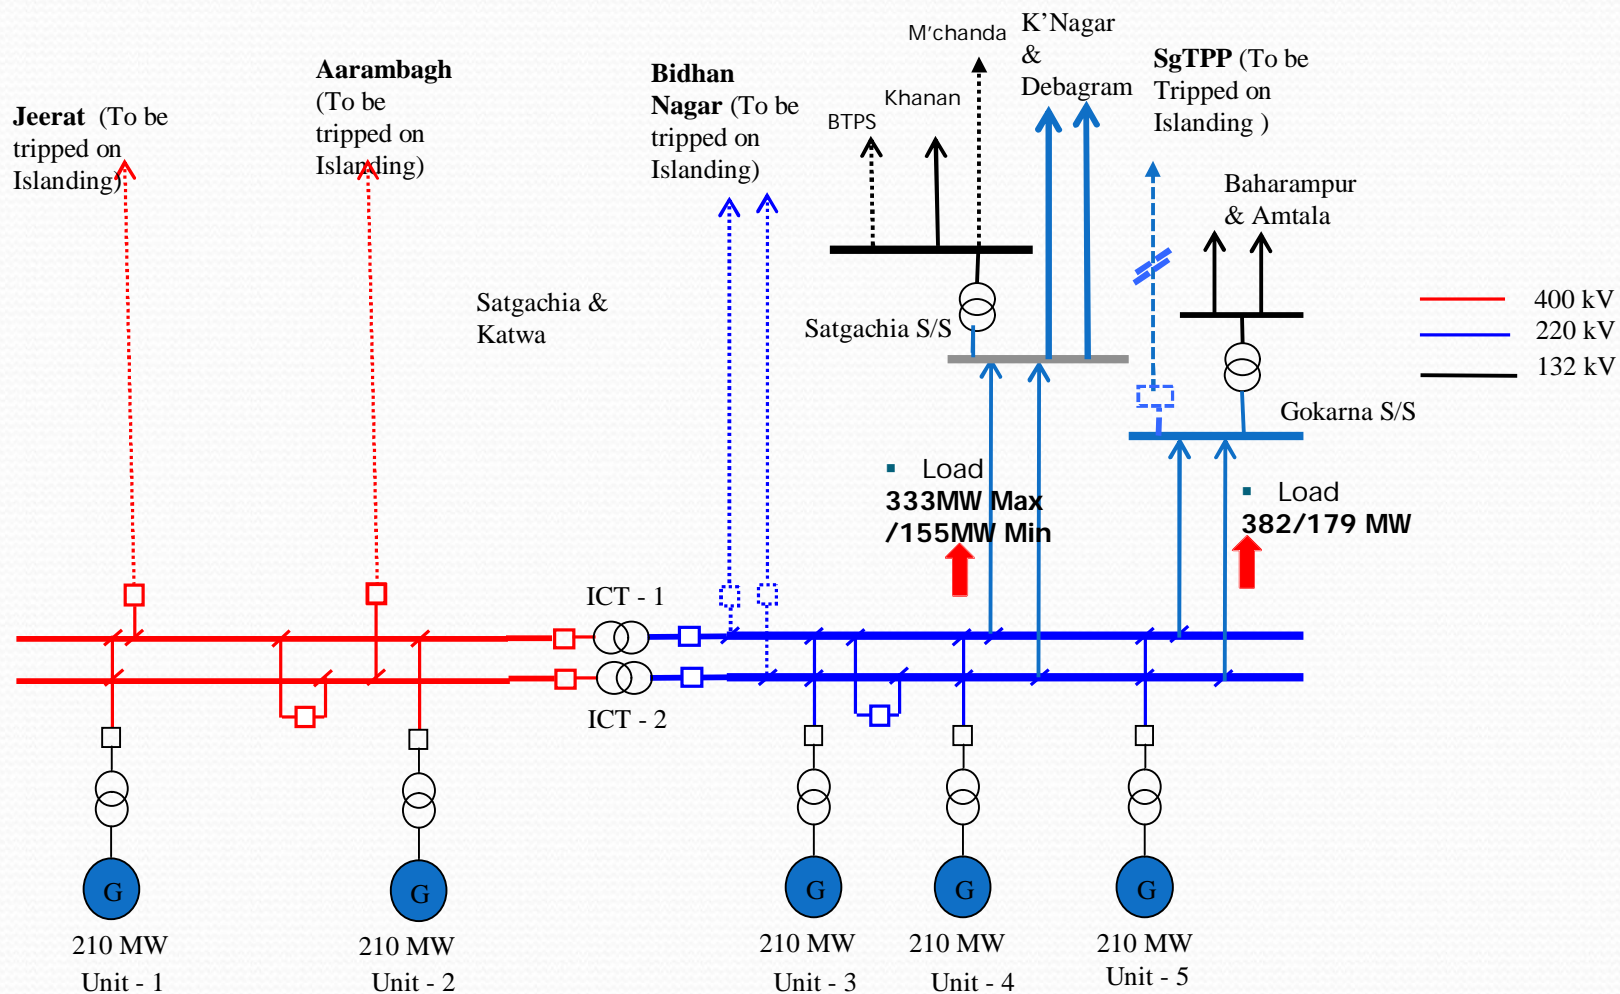 Jeerat (To be
tripped on
Islanding)
Aarambagh
(To be
tripped on
Islanding)
Bidhan
Nagar (To be
tripped on
Islanding)
BTPS
Khanan
M'chanda
K’Nagar
&
Debagram
SgTPP (To be
Tripped on
Islanding )
Baharampur
& Amtala
Satgachia &
Katwa
Satgachia S/S
400 kV
220 kV
132 kV
Gokarna S/S
Load
333MW Max
/155MW Min
Load
382/179 MW
ICT - 1
ICT - 2
G
G
G
G
G
210 MW
Unit - 1
210 MW
Unit - 2
210 MW
Unit - 3
210 MW
Unit - 4
210 MW
Unit - 5